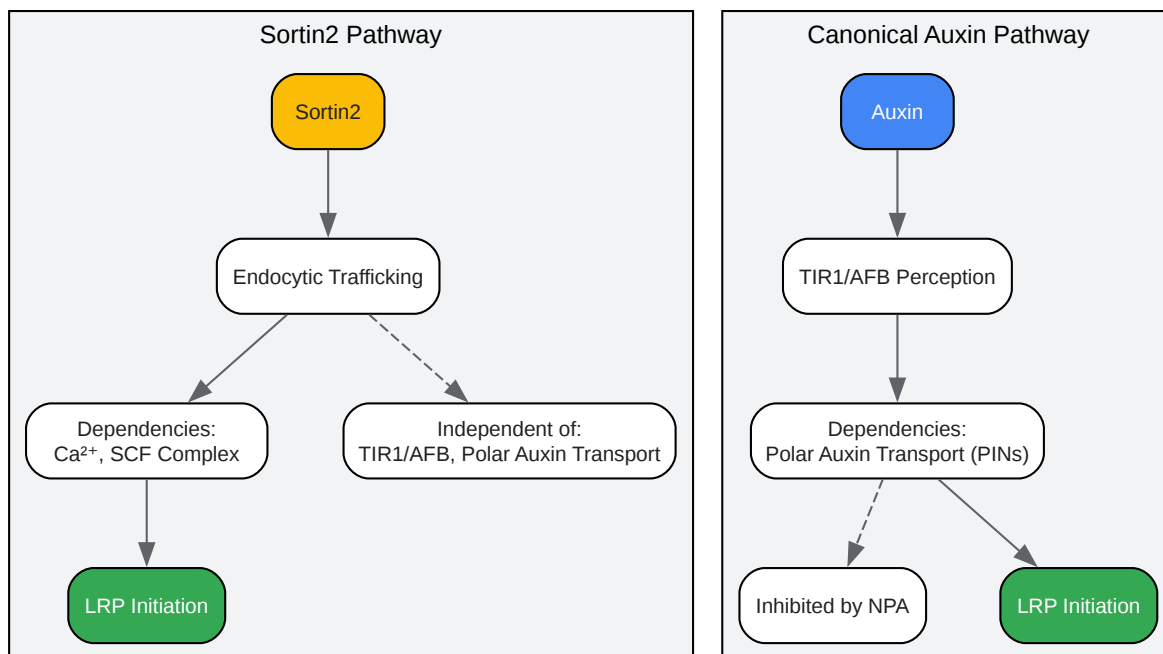 Sortin2 Pathway
Sortin2
Endocytic Trafficking
Dependencies:
Ca²⁺, SCF Complex
Independent of:
TIR1/AFB, Polar Auxin Transport
LRP Initiation
Canonical Auxin Pathway
Auxin
TIR1/AFB Perception
Dependencies:
Polar Auxin Transport (PINs)
Inhibited by NPA
LRP Initiation